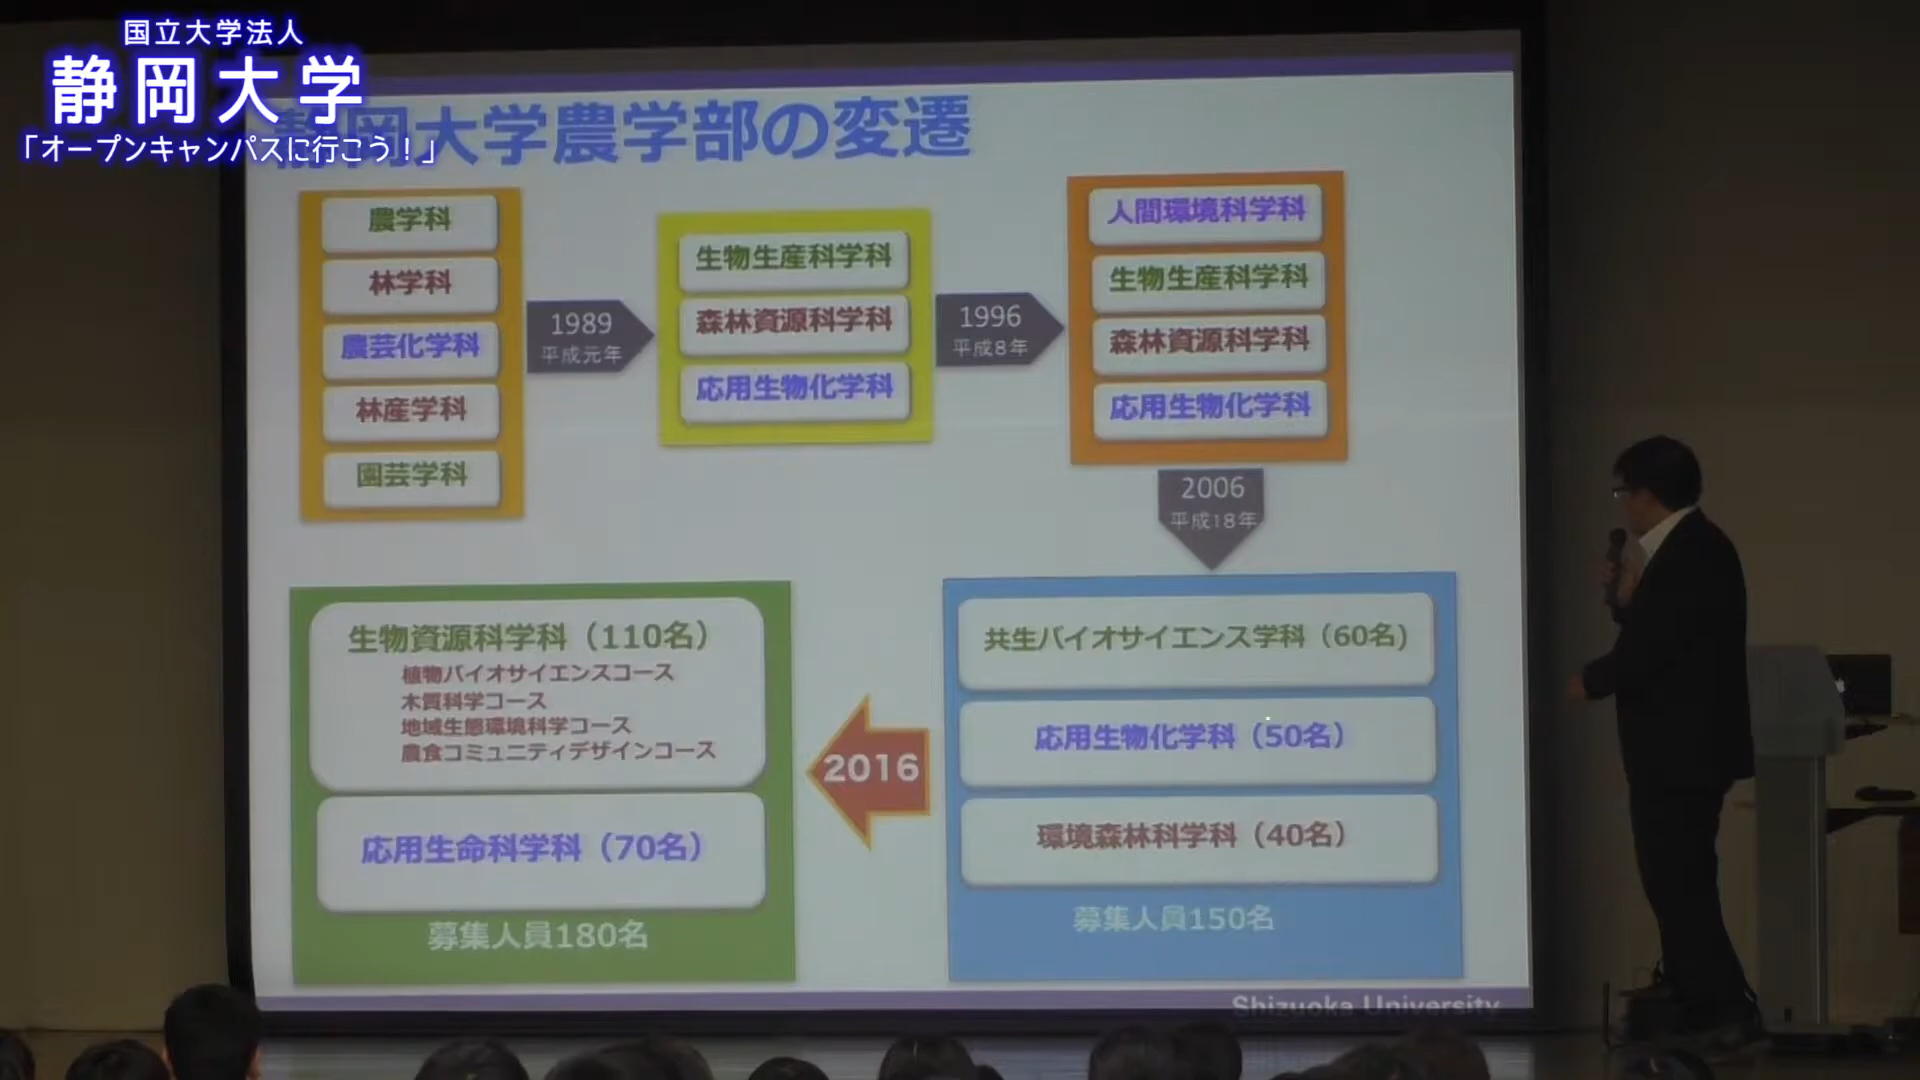 国立大学法人
静岡大学
「オープンキャンパスに行こう！」
静岡大学農学部の変遷
農学科
林学科
農芸化学科
林産学科
園芸学科
1989
平成元年
生物生産科学科
森林資源科学科
応用生物化学科
1996
平成8年
人間環境科学科
生物生産科学科
森林資源科学科
応用生物化学科
2006
平成18年
共生バイオサイエンス学科（60名）
応用生物化学科（50名）
環境森林科学科（40名）
募集人員150名
2016
生物資源科学科（110名）
植物バイオサイエンスコース
木質科学コース
地域生態環境科学コース
農食コミュニティデザインコース
応用生命科学科（70名）
募集人員180名
Shizuoka University